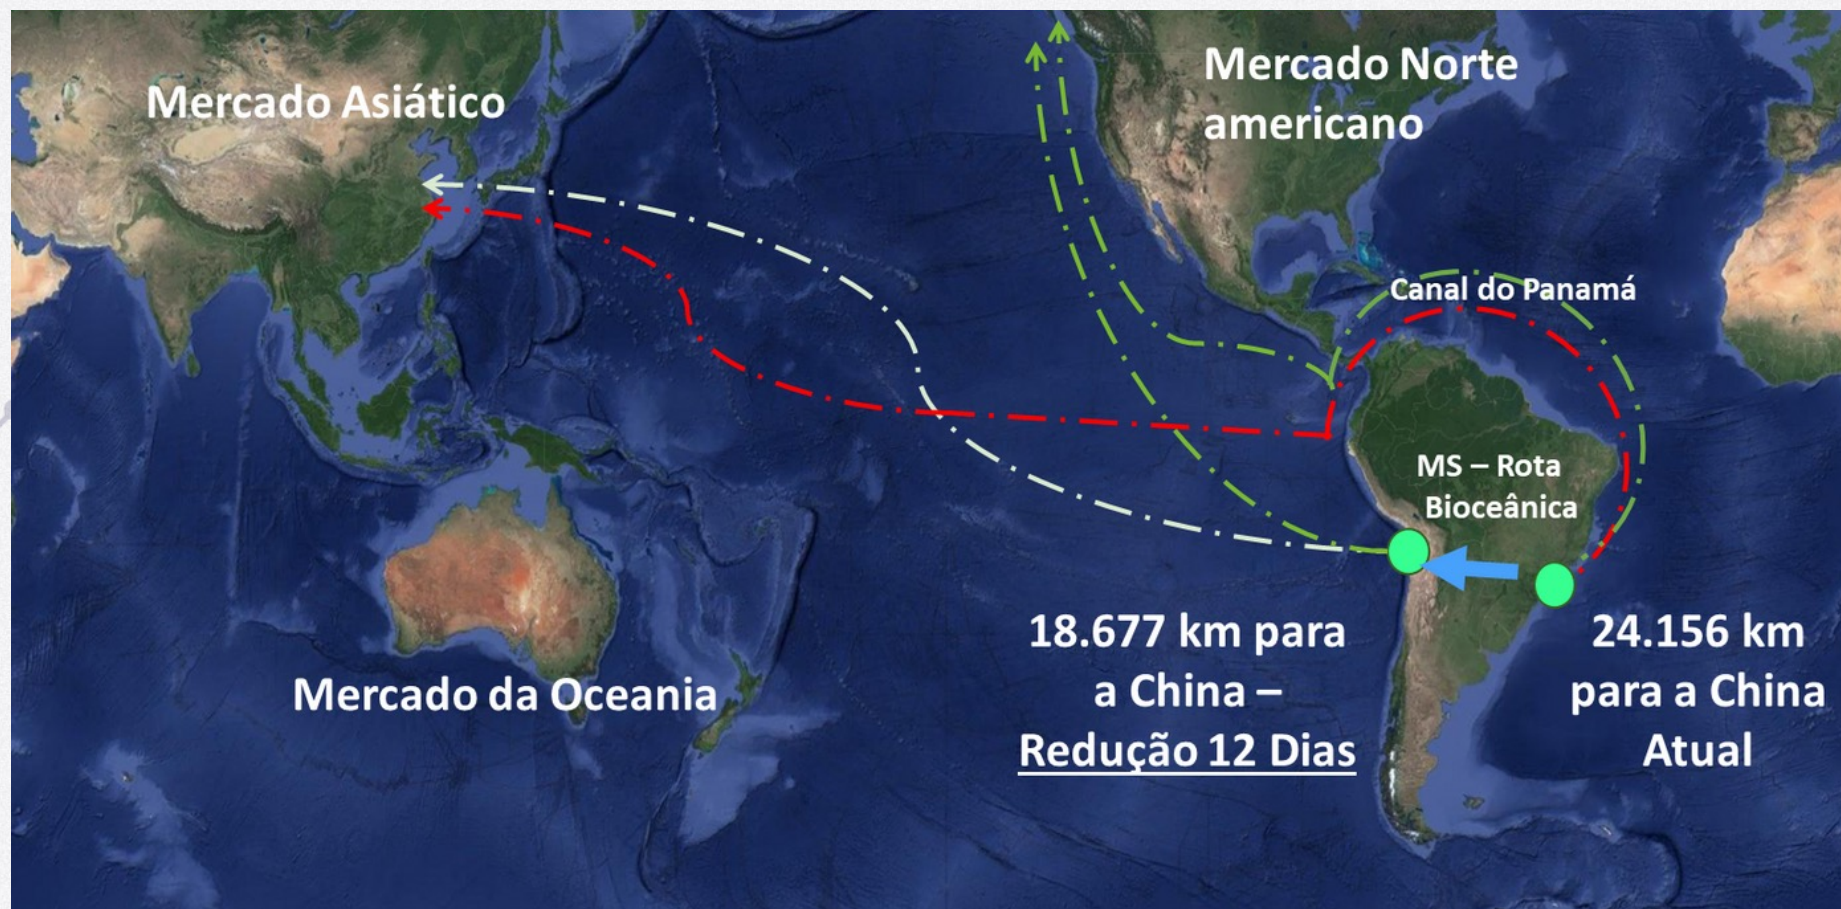 Mercado Asiático
Mercado Norte
americano
Canal do Panamá
MS – Rota
Bioceânica
18.677 km para
a China –
Redução 12 Dias
24.156 km
para a China
Atual
Mercado da Oceania